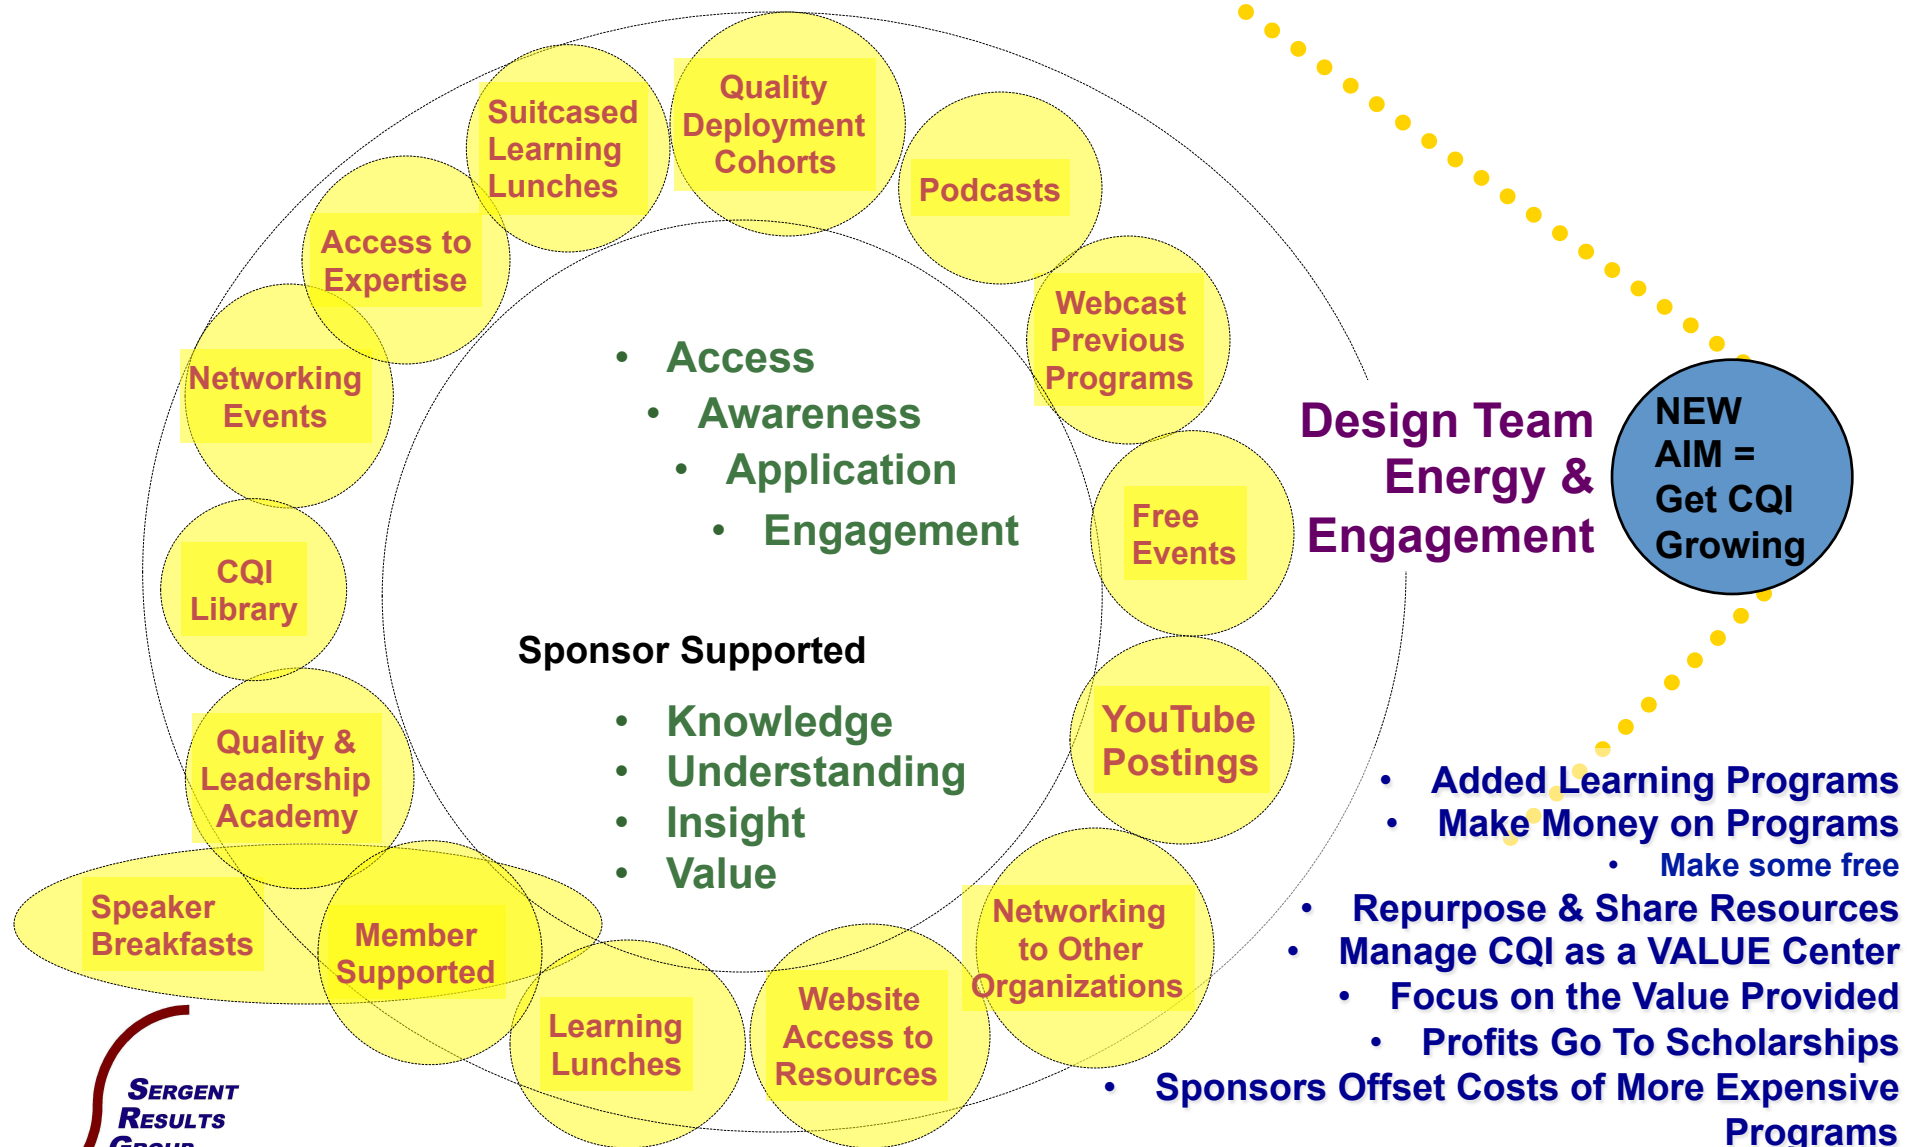 Quality
Deployment
Cohorts
Suitcased
Learning
Lunches
Podcasts
Access to
Expertise
Webcast
Previous
Programs
Networking
Events
• Access
• Awareness
• Application
• Engagement
Free
Events
CQI
Library
Sponsor Supported
• Knowledge
• Understanding
• Insight
• Value
YouTube
Postings
Quality &
Leadership
Academy
Speaker
Breakfasts
Member
Supported
Networking
to Other
Organizations
Learning
Lunches
Website
Access to
Resources
Design Team
Energy &
Engagement
NEW
AIM =
Get CQI
Growing
• Added Learning Programs
• Make Money on Programs
• Make some free
• Repurpose & Share Resources
• Manage CQI as a VALUE Center
• Focus on the Value Provided
• Profits Go To Scholarships
• Sponsors Offset Costs of More Expensive
Programs
SERGENT
RESULTS
GROUP